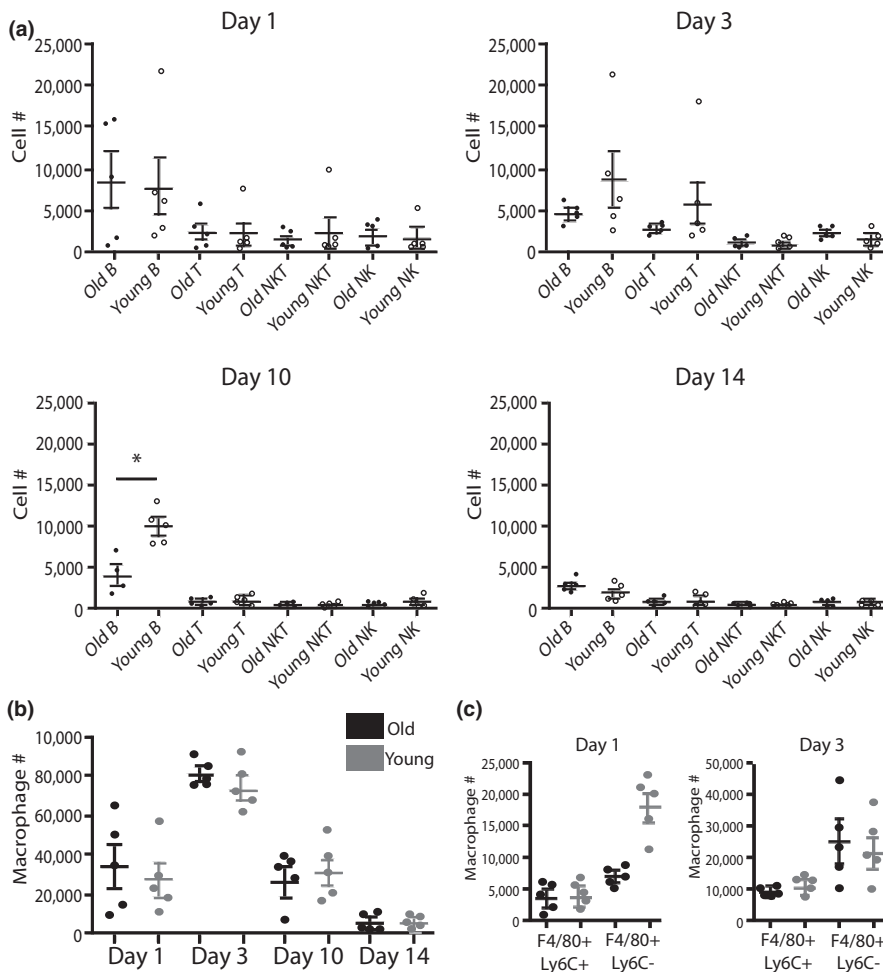 (a)
Day 1
Cell #
25,000
20,000
15,000
10,000
5,000
0
Old B
Young B
Old T
Young T
Old NKT
Young NKT
Old NK
Young NK
Day 3
Cell #
25,000
20,000
15,000
10,000
5,000
0
Old B
Young B
Old T
Young T
Old NKT
Young NKT
Old NK
Young NK
Day 10
Cell #
25,000
20,000
15,000
10,000
5,000
0
*
Old B
Young B
Old T
Young T
Old NKT
Young NKT
Old NK
Young NK
Day 14
Cell #
25,000
20,000
15,000
10,000
5,000
0
Old B
Young B
Old T
Young T
Old NKT
Young NKT
Old NK
Young NK
(b)
Old
Young
Macrophage #
10,000
80,000
60,000
40,000
20,000
0
Day 1
Day 3
Day 10
Day 14
(c)
Day 1
Macrophage #
25,000
20,000
15,000
10,000
5,000
0
F4/80+ F4/80+
Ly6C+ Ly6C-
Day 3
Macrophage #
50,000
40,000
30,000
20,000
10,000
0
F4/80+ F4/80+
Ly6C+ Ly6C-